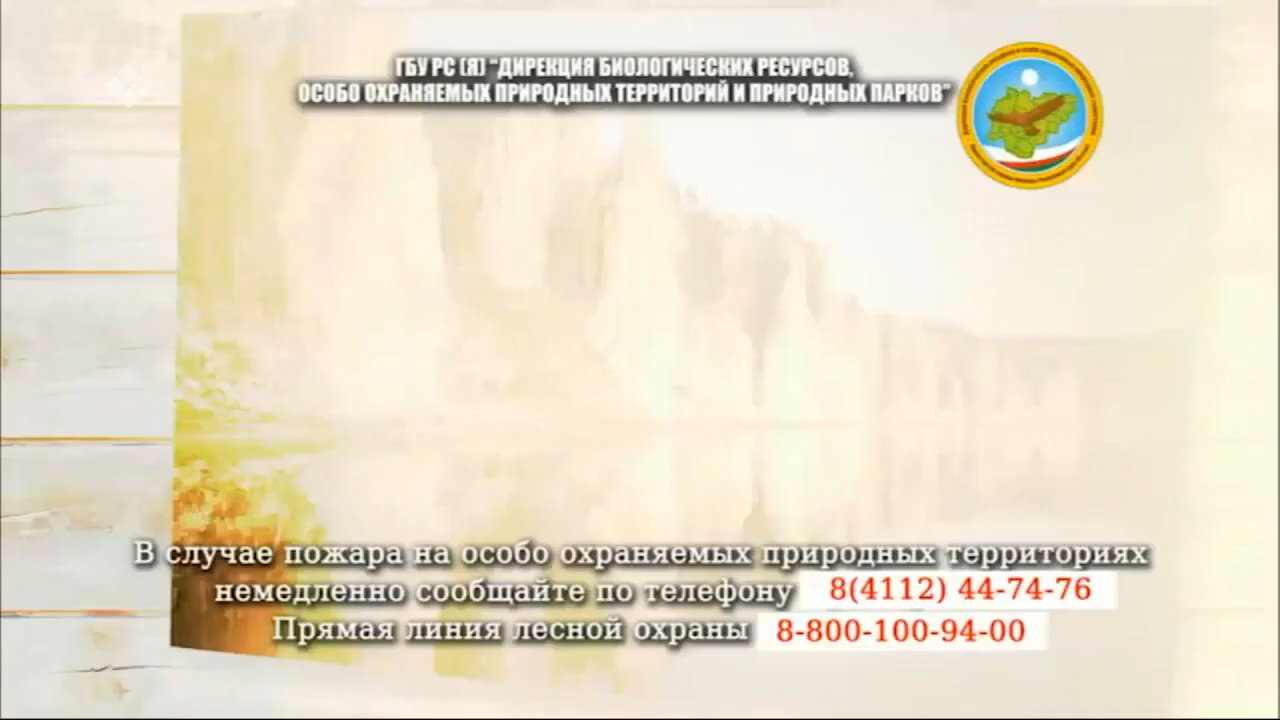 ГБУ РС (Я) "ДИРЕКЦИЯ БИОЛОГИЧЕСКИХ РЕСУРСОВ,
ОСОБО ОХРАНЯЕМЫХ ПРИРОДНЫХ ТЕРРИТОРИЙ И ПРИРОДНЫХ ПАРКОВ"
В случае пожара на особо охраняемых природных территориях
немедленно сообщайте по телефону 8(4112) 44-74-76
Прямая линия лесной охраны 8-800-100-94-00